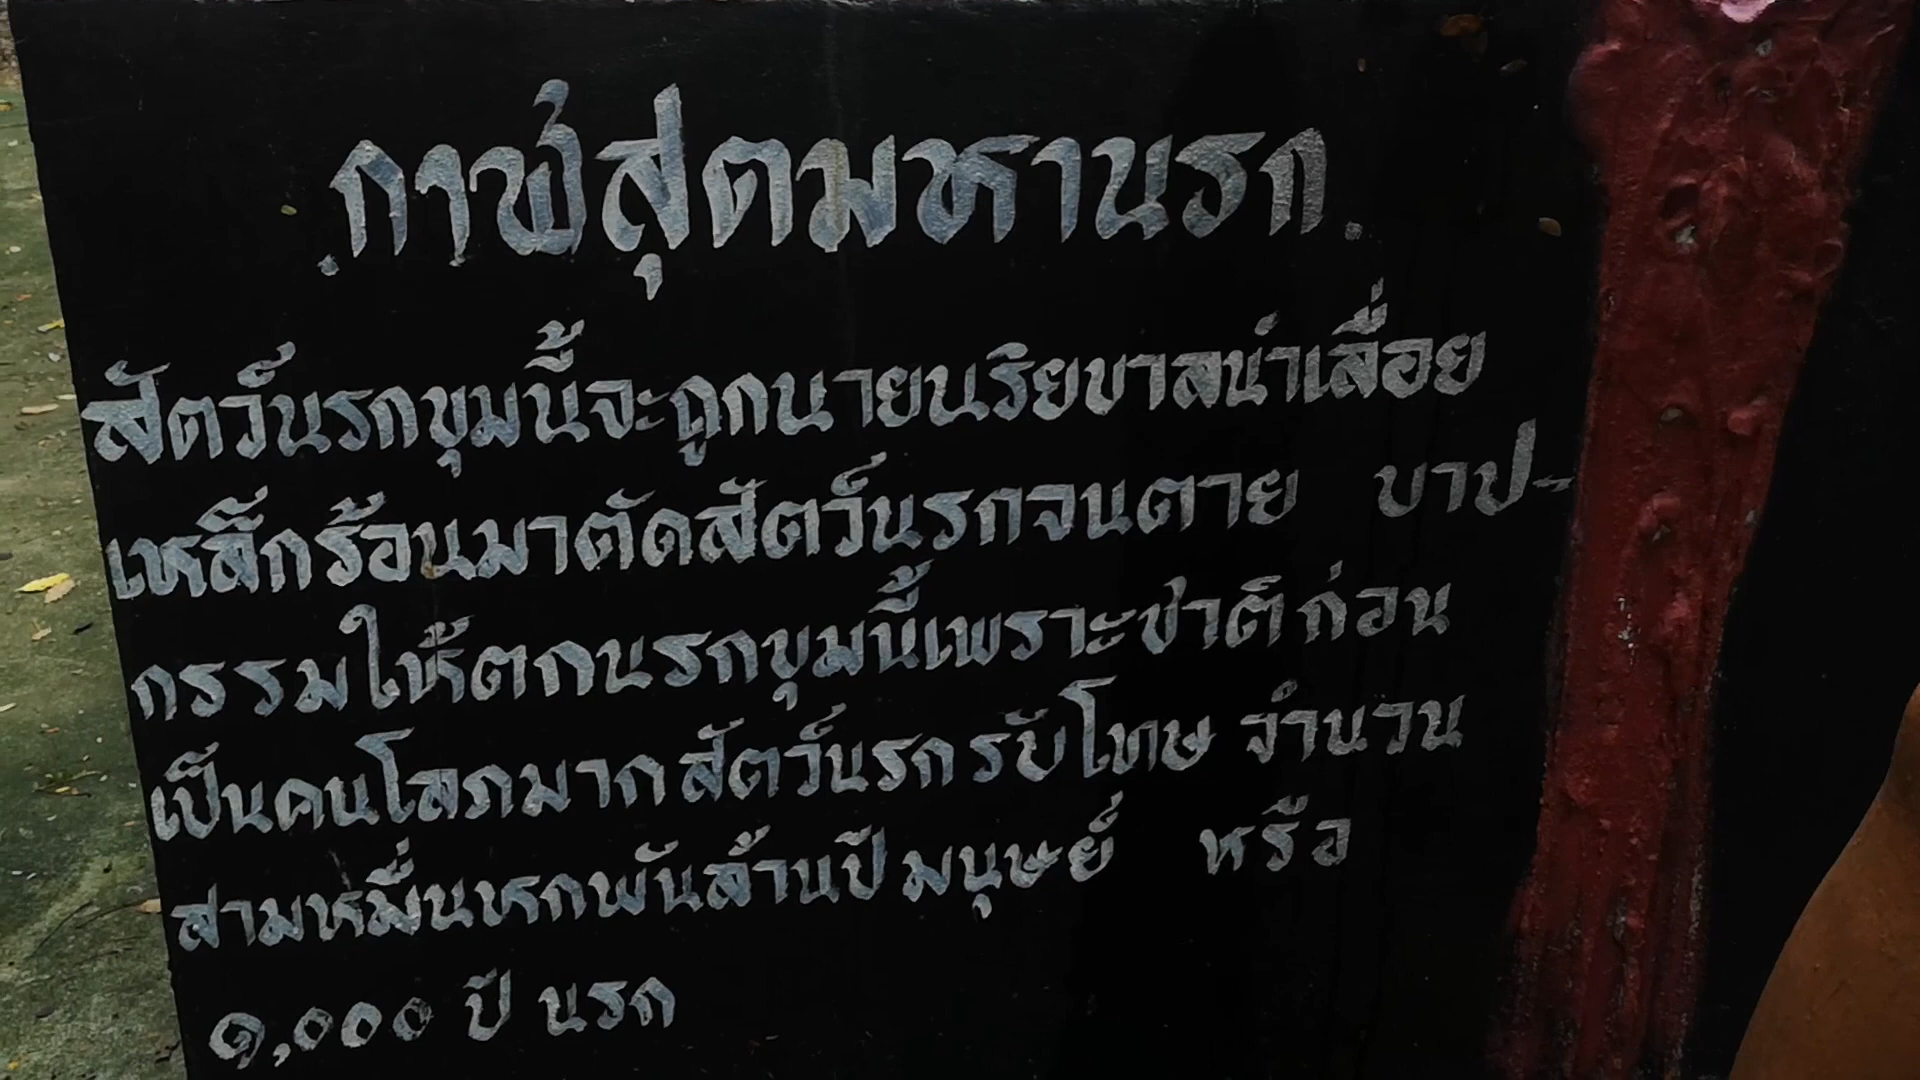 .กาฬสุตมหานรก.
สัตว์นรกขุมนี้จะถูกนายนริยบาลนำเลื่อย
เหล็กร้อนมาตัดสัตว์นรกจนตาย บาป-
กรรมให้ตกนรกขุมนี้เพราะชาติก่อน
เป็นคนโลภมากสัตว์นรกรับโทษ จำนวน
สามหมื่นหกพันล้านปีมนุษย์ หรือ
๑,๐๐๐ ปี นรก